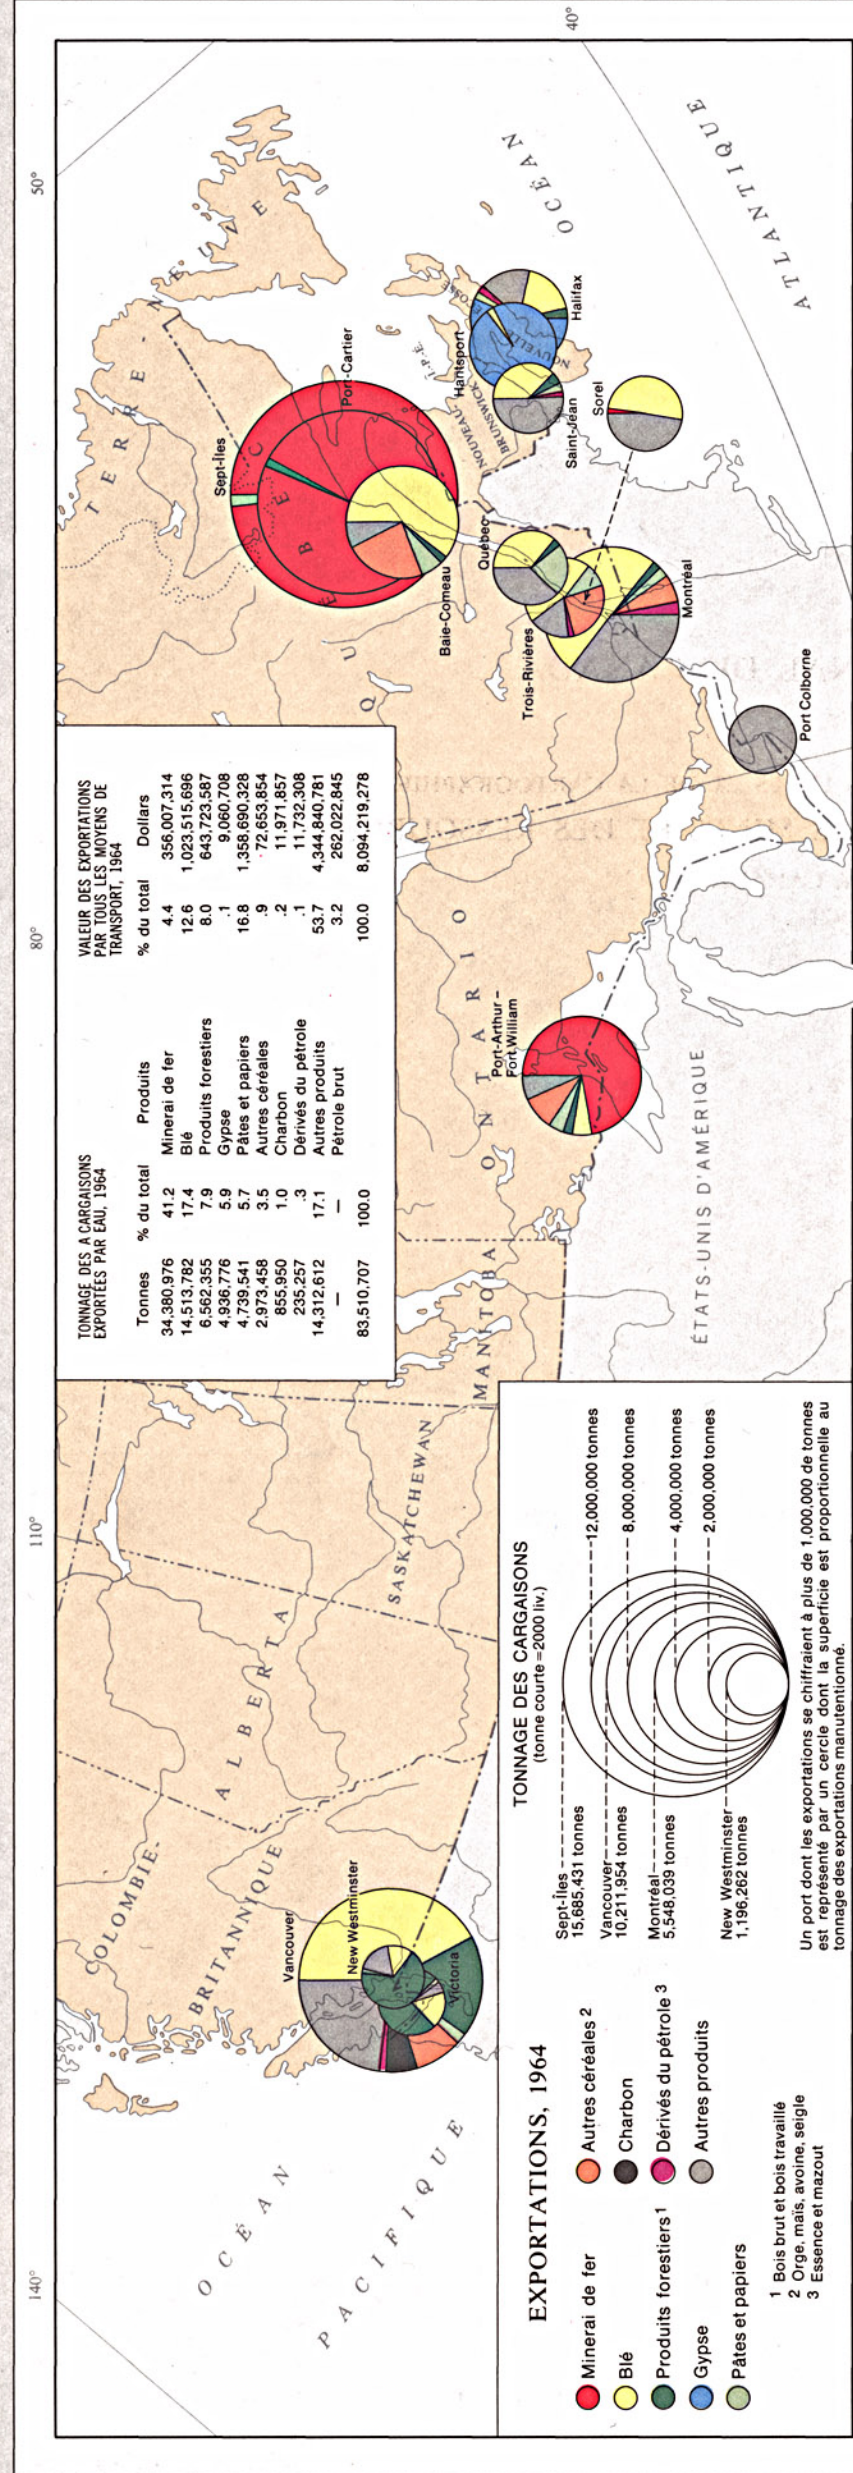 140°
110°
80°
50°
40°
OCÉAN
PACIFIQUE
COLOMBIE-
BRITANNIQUE
ALBERTA
SASKATCHEWAN
MANITOBA
ONTARIO
QUÉBEC
TERRE-NEUVE
NOUVEAU-
BRUNSWICK
I.-P.-É.
NOUVELLE
ÉCOSSE
OCÉAN
ATLANTIQUE
ÉTATS-UNIS D'AMÉRIQUE
Vancouver
New Westminster
Victoria
Port-Arthur –
Fort William
Sept-Îles
Port-Cartier
Baie-Comeau
Québec
Trois-Rivières
Montréal
Sorel
Port Colborne
Saint-Jean
Hantsport
Halifax
TONNAGE DES A CARGAISONS
EXPORTÉES PAR EAU, 1964
VALEUR DES EXPORTATIONS
PAR TOUS LES MOYENS DE
TRANSPORT, 1964
Tonnes % du total Produits % du total Dollars
34,380,976 41.2 Minerai de fer 4.4 356,007,314
14,513,782 17.4 Blé 12.6 1,023,515,696
6,562,355 7.9 Produits forestiers 8.0 643,723,587
4,936,776 5.9 Gypse .1 9,060,708
4,739,541 5.7 Pâtes et papiers 16.8 1,358,690,328
2,973,458 3.5 Autres céréales .9 72,653,854
855,950 1.0 Charbon .2 11,971,857
235,257 .3 Dérivés du pétrole .1 11,732,308
14,312,612 17.1 Autres produits 53.7 4,344,840,781
— — Pétrole brut 3.2 262,022,845
83,510,707 100.0 100.0 8,094,219,278
EXPORTATIONS, 1964
Minerai de fer
Blé
Produits forestiers 1
Gypse
Pâtes et papiers
Autres céréales 2
Charbon
Dérivés du pétrole 3
Autres produits
1 Bois brut et bois travaillé
2 Orge, maïs, avoine, seigle
3 Essence et mazout
TONNAGE DES CARGAISONS
(tonne courte=2000 liv.)
Sept-Îles
15,685,431 tonnes
Vancouver
10,211,954 tonnes
Montréal
5,548,039 tonnes
New Westminster
1,196,262 tonnes
12,000,000 tonnes
8,000,000 tonnes
4,000,000 tonnes
2,000,000 tonnes
Un port dont les exportations se chiffraient à plus de 1,000,000 de tonnes
est représenté par un cercle dont la superficie est proportionnelle au
tonnage des exportations manutentionné.